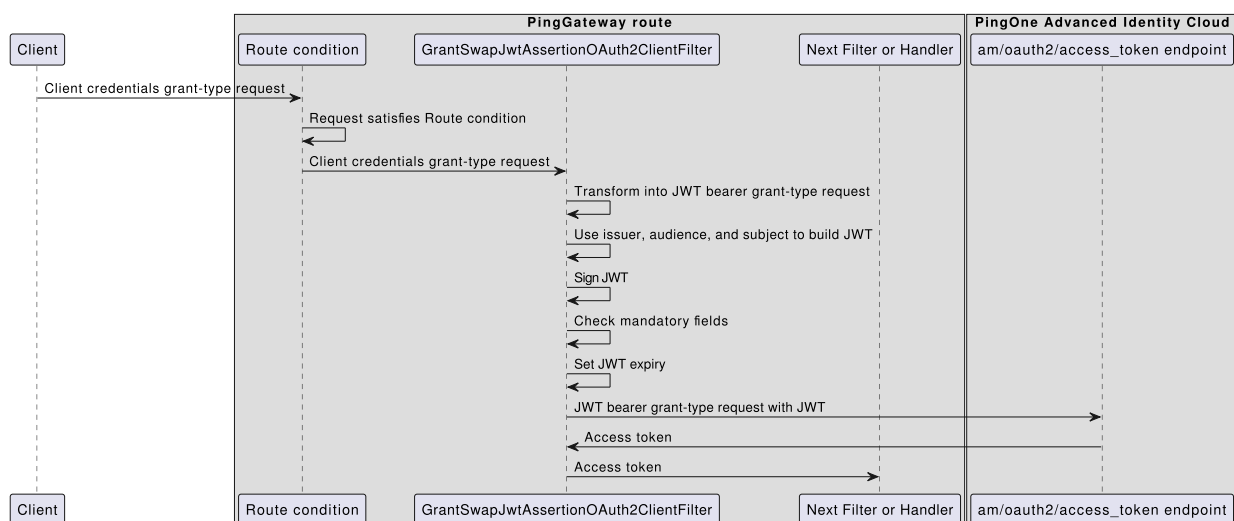 PingGateway route
PingOne Advanced Identity Cloud
Client
Route condition
GrantSwapJwtAssertionOAuth2ClientFilter
Next Filter or Handler
am/oauth2/access_token endpoint
Client credentials grant-type request
Request satisfies Route condition
Client credentials grant-type request
Transform into JWT bearer grant-type request
Use issuer, audience, and subject to build JWT
Sign JWT
Check mandatory fields
Set JWT expiry
JWT bearer grant-type request with JWT
Access token
Access token
Client
Route condition
GrantSwapJwtAssertionOAuth2ClientFilter
Next Filter or Handler
am/oauth2/access_token endpoint